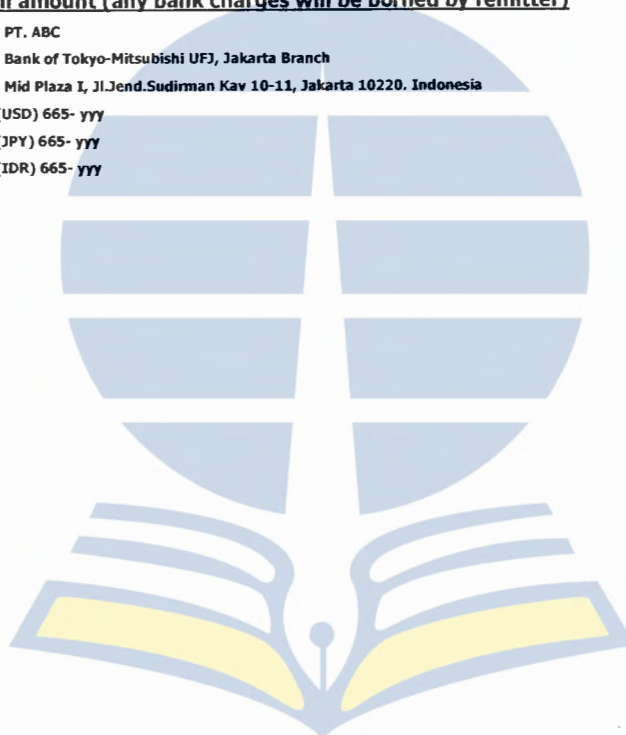 amount (any bank charges will be borned by remitter)
PT. ABC
Bank of Tokyo-Mitsubishi UFJ, Jakarta Branch
Mid Plaza I, Jl.Jend.Sudirman Kav 10-11, Jakarta 10220. Indonesia
(USD) 665- yyy
(JPY) 665- yyy
(IDR) 665- yyy